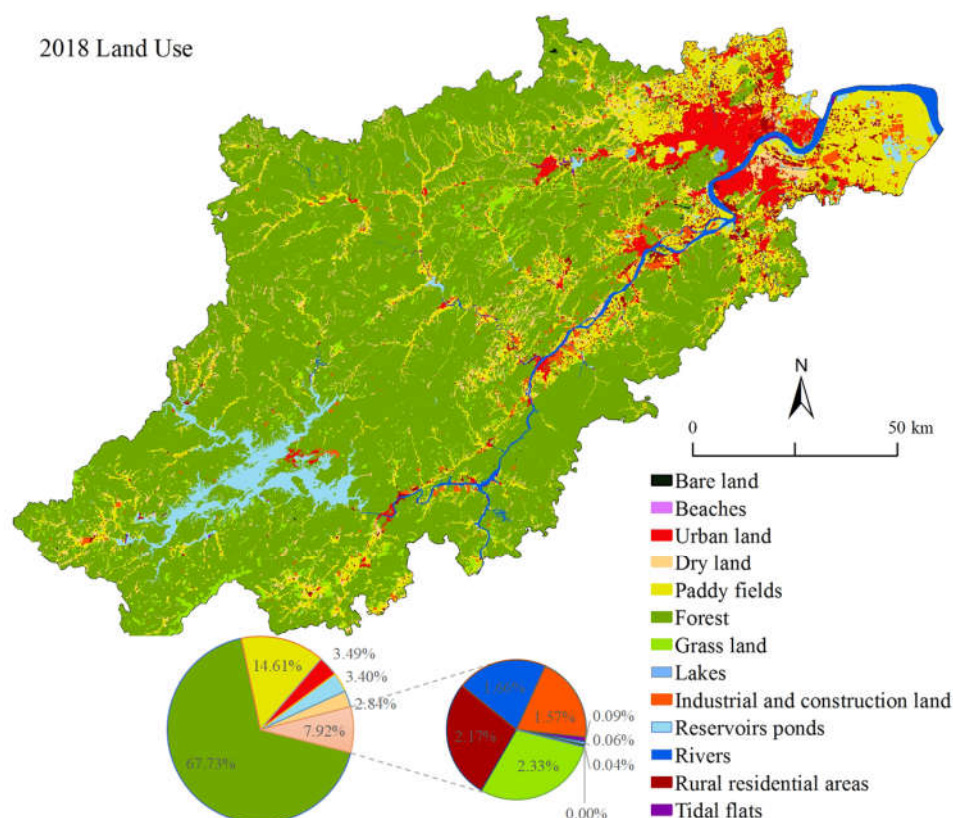 2018 Land Use
N
0 50 km
Bare land
Beaches
Urban land
Dry land
Paddy fields
Forest
Grass land
Lakes
Industrial and construction land
Reservoirs ponds
Rivers
Rural residential areas
Tidal flats
14.61%
3.49%
3.40%
2.84%
7.92%
67.73%
1.57%
0.09%
0.06%
0.04%
2.17%
2.33%
0.00%